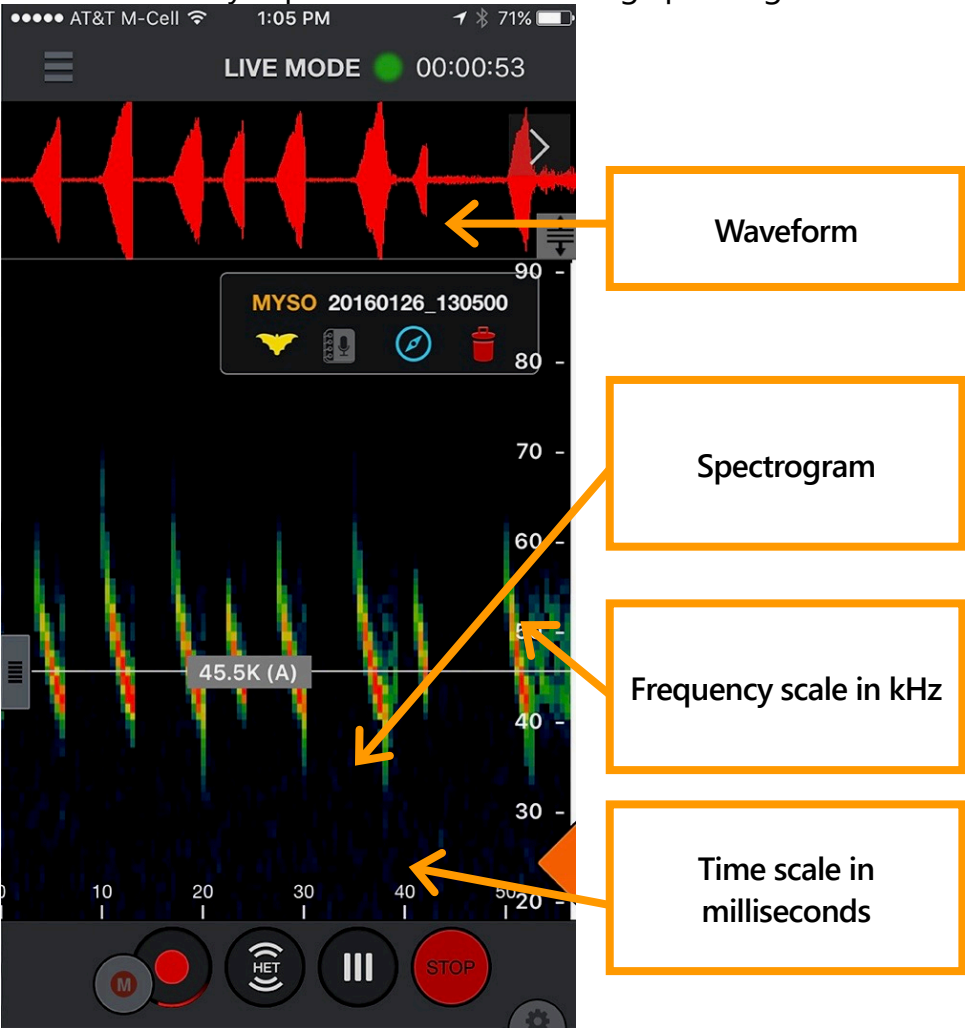 AT&T M-Cell 1:05 PM 71%
LIVE MODE 00:00:53
Waveform
90
MYSO 20160126_130500
80
70
Spectrogram
60
50
Frequency scale in kHz
45.5K (A)
40
30
Time scale in
milliseconds
0 10 20 30 40 50
20
M
HET
STOP